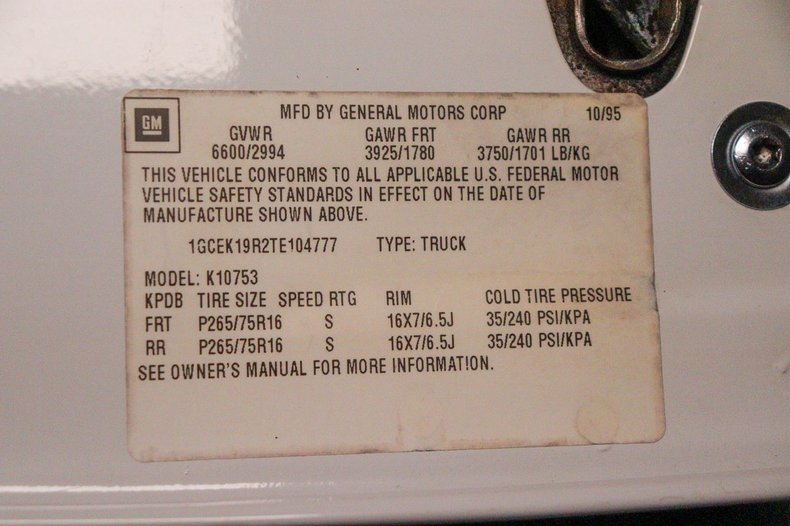 GM
MFD BY GENERAL MOTORS CORP 10/95
GVWR GAWR FRT GAWR RR
6600/2994 3925/1780 3750/1701 LB/KG
THIS VEHICLE CONFORMS TO ALL APPLICABLE U.S. FEDERAL MOTOR
VEHICLE SAFETY STANDARDS IN EFFECT ON THE DATE OF
MANUFACTURE SHOWN ABOVE.
1GCEK19R2TE104777 TYPE: TRUCK
MODEL: K10753
KPDB TIRE SIZE SPEED RTG RIM COLD TIRE PRESSURE
FRT P265/75R16 S 16X7/6.5J 35/240 PSI/KPA
RR P265/75R16 S 16X7/6.5J 35/240 PSI/KPA
SEE OWNER'S MANUAL FOR MORE INFORMATION.